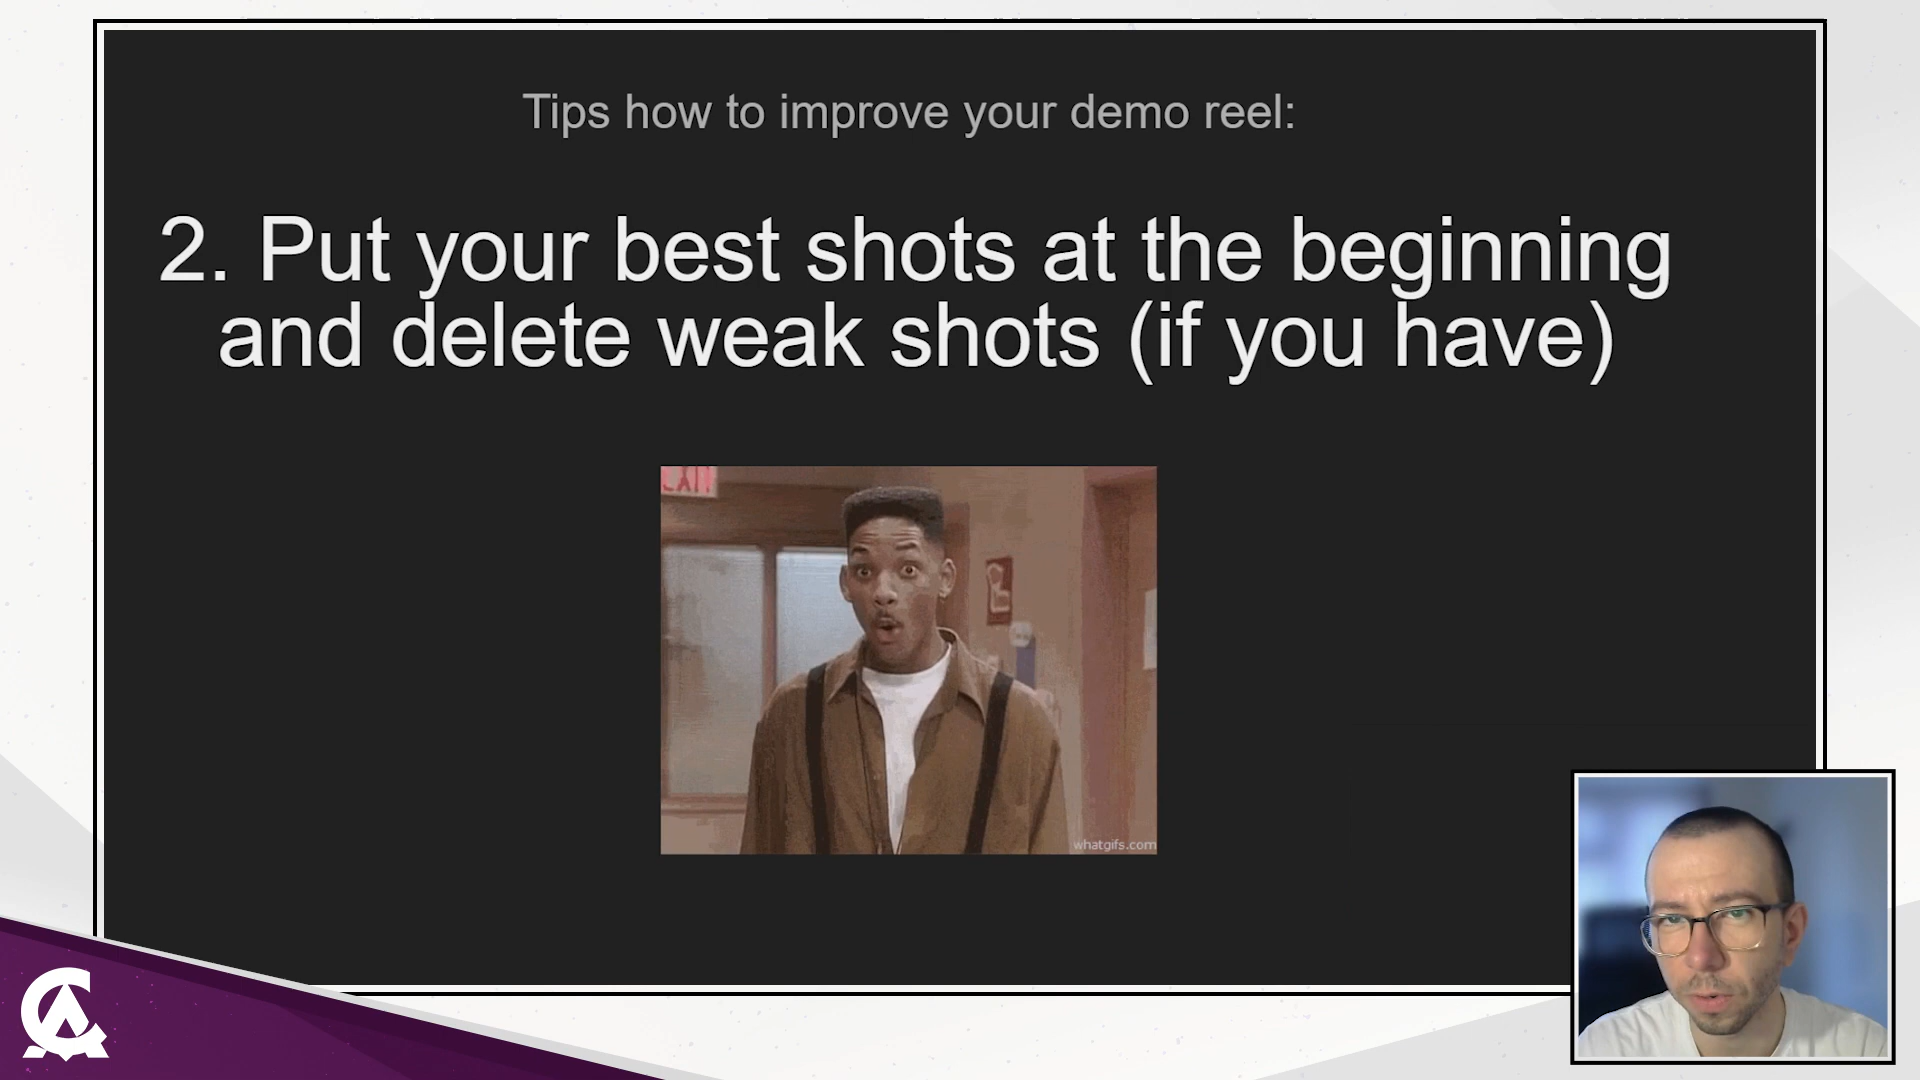 Tips how to improve your demo reel:
2. Put your best shots at the beginning
and delete weak shots (if you have)
EXIT
whatgifs.com